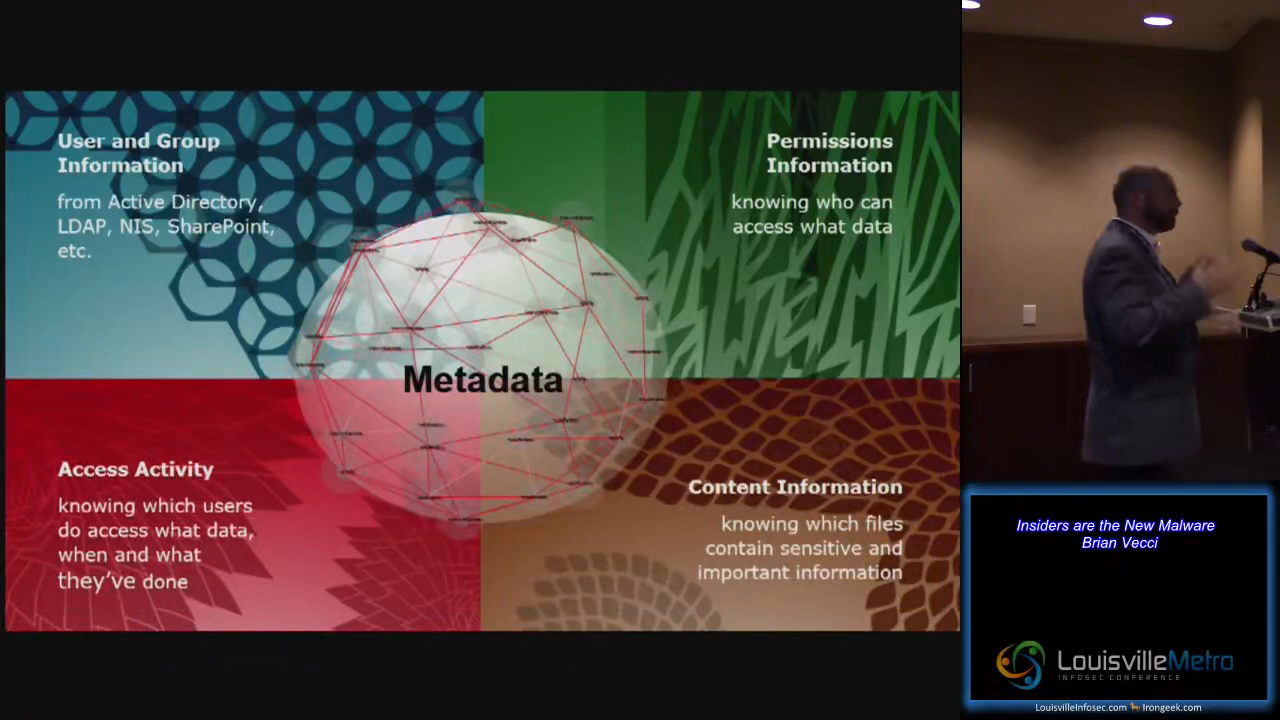 User and Group
Information
from Active Directory,
LDAP, NIS, SharePoint,
etc.
Permissions
Information
knowing who can
access what data
Metadata
Access Activity
knowing which users
do access what data,
when and what
they've done
Content Information
knowing which files
contain sensitive and
important information
Insiders are the New Malware
Brian Vecci
LouisvilleMetro
INFOSEC CONFERENCE
LouisvilleInfosec.com Irongeek.com